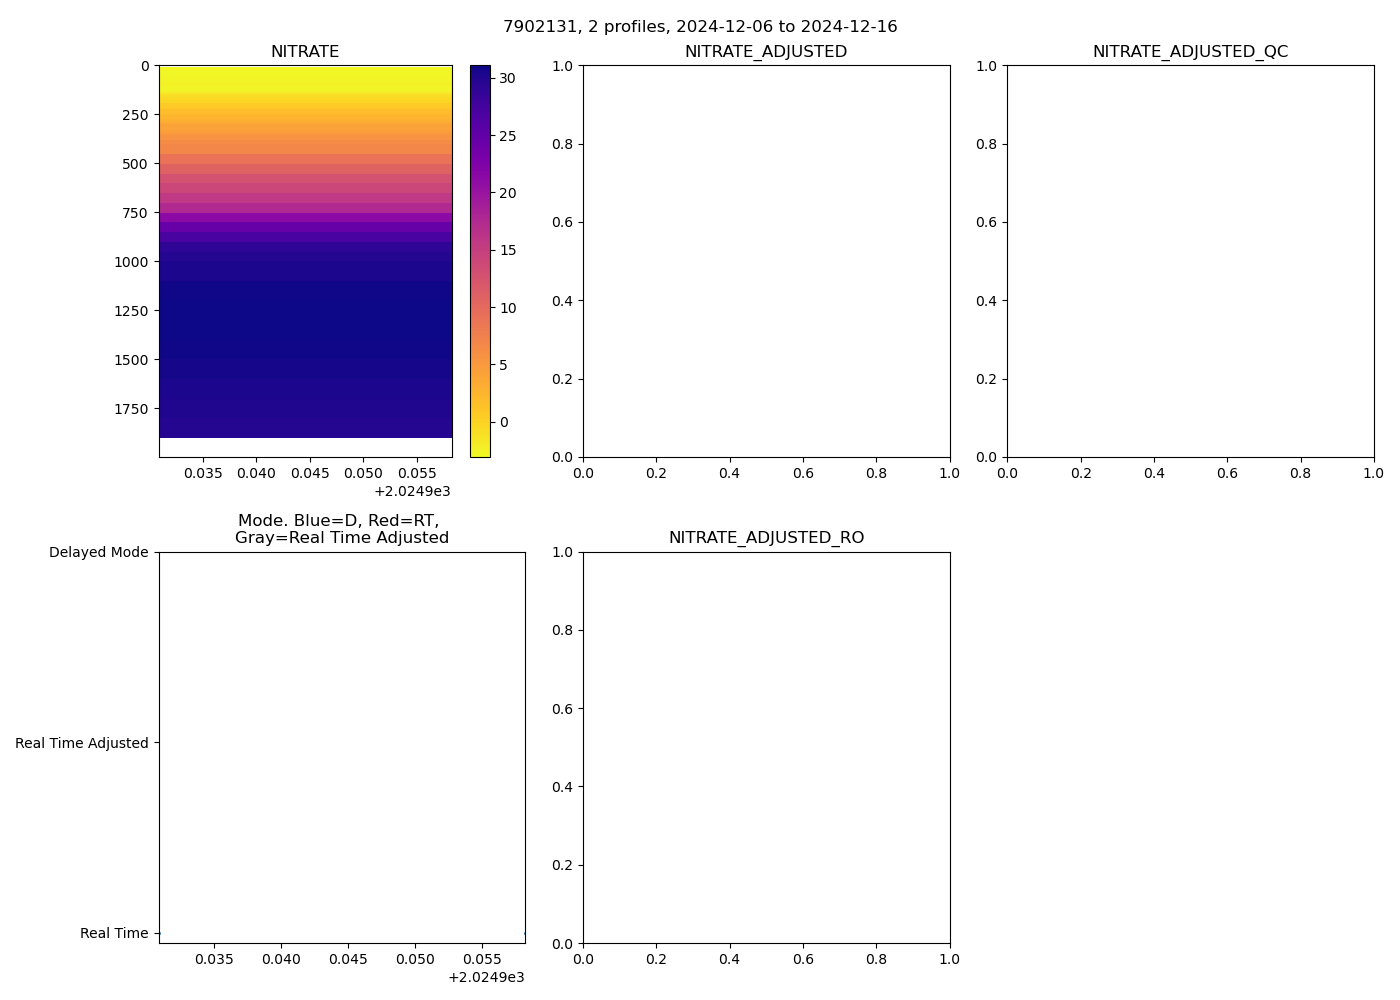 7902131, 2 profiles, 2024-12-06 to 2024-12-16
NITRATE
0
250
500
750
1000
1250
1500
1750
0.035 0.040 0.045 0.050 0.055
+2.0249e3
30
25
20
15
10
5
0
NITRATE_ADJUSTED
1.0
0.8
0.6
0.4
0.2
0.0
0.0 0.2 0.4 0.6 0.8 1.0
NITRATE_ADJUSTED_QC
1.0
0.8
0.6
0.4
0.2
0.0
0.0 0.2 0.4 0.6 0.8 1.0
Mode. Blue=D, Red=RT,
Gray=Real Time Adjusted
Delayed Mode
Real Time Adjusted
Real Time
0.035 0.040 0.045 0.050 0.055
+2.0249e3
NITRATE_ADJUSTED_RO
1.0
0.8
0.6
0.4
0.2
0.0
0.0 0.2 0.4 0.6 0.8 1.0